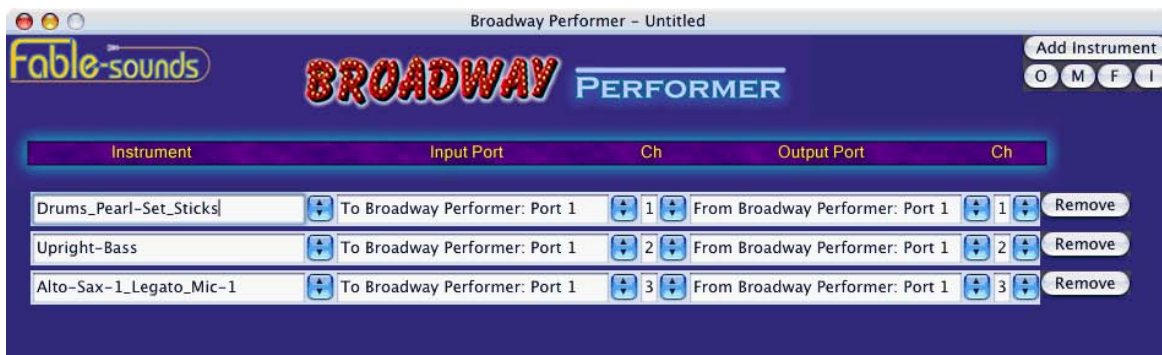 Broadway Performer – Untitled
Fable-sounds
BROADWAY PERFORMER
Add Instrument
O M F I
Instrument Input Port Ch Output Port Ch
Drums_Pearl-Set_Sticks To Broadway Performer: Port 1 1 From Broadway Performer: Port 1 1 Remove
Upright-Bass To Broadway Performer: Port 1 2 From Broadway Performer: Port 1 2 Remove
Alto-Sax-1_Legato_Mic-1 To Broadway Performer: Port 1 3 From Broadway Performer: Port 1 3 Remove